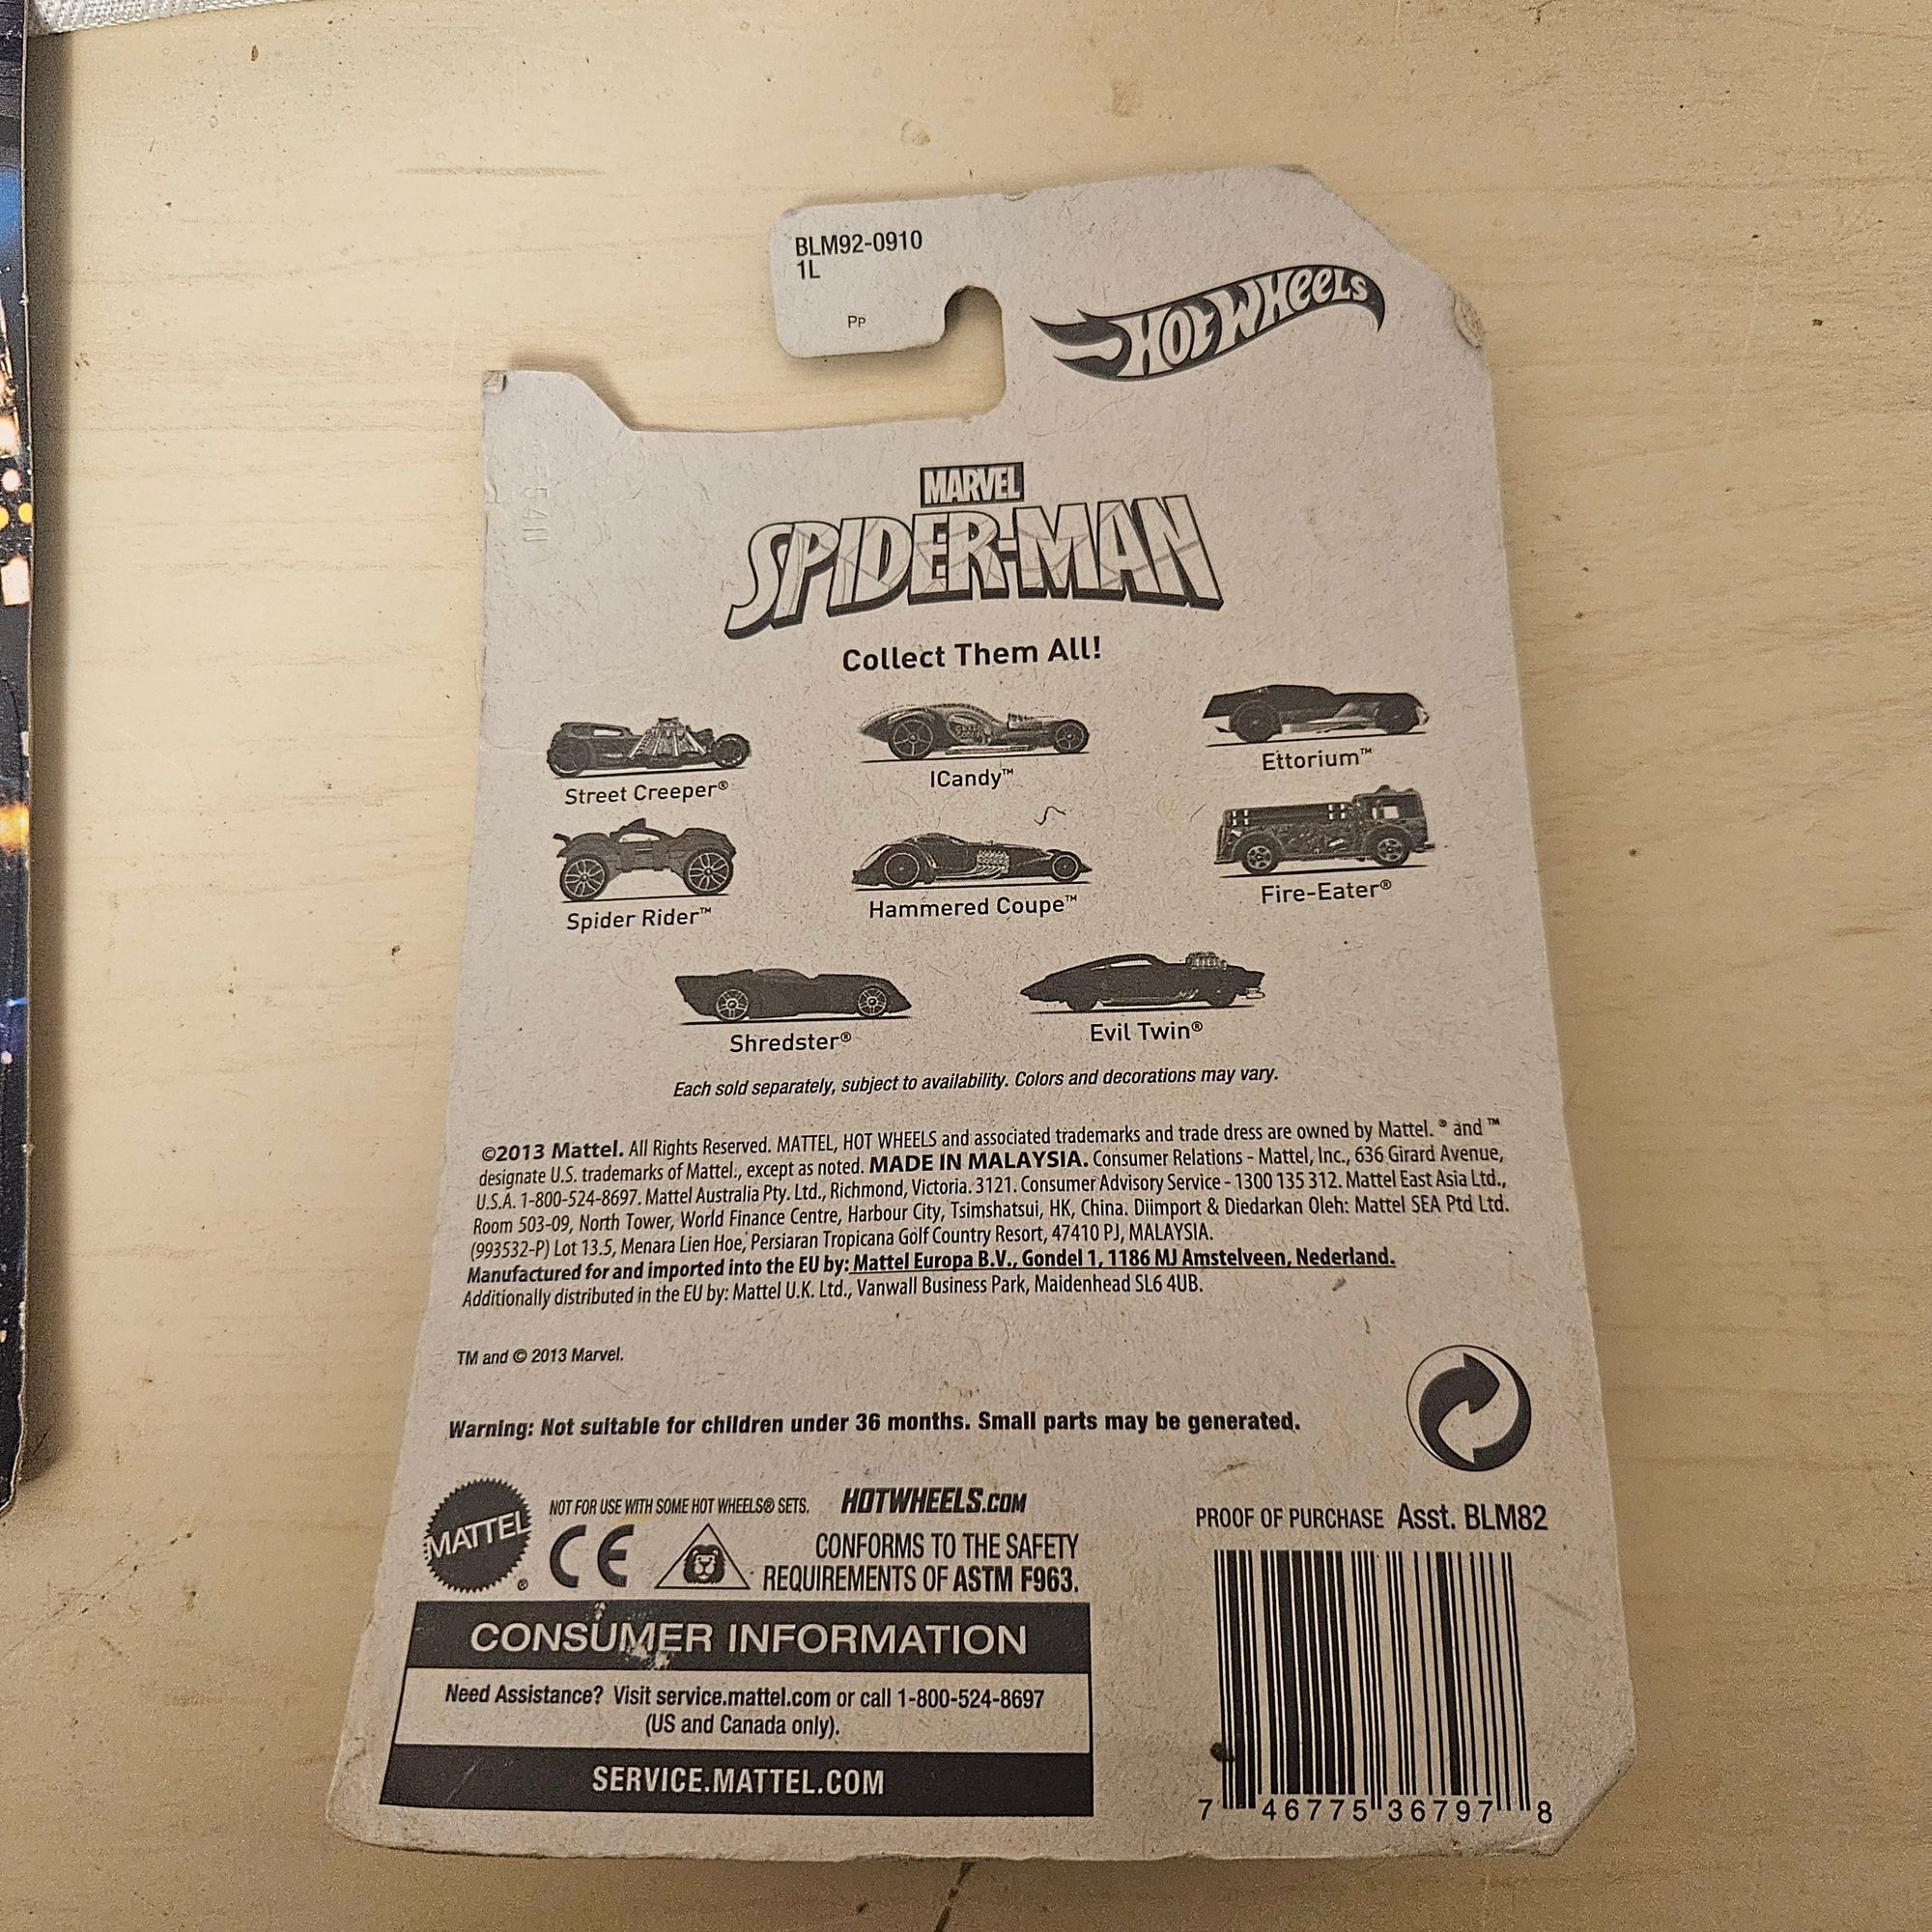 BLM92-0910
1L
PP
HOT WHEELS
MARVEL
SPIDER-MAN
Collect Them All!
Street Creeper®
ICandy™
Ettorium™
Spider Rider™
Hammered Coupe™
Fire-Eater®
Shredster®
Evil Twin®
Each sold separately, subject to availability. Colors and decorations may vary.
©2013 Mattel. All Rights Reserved. MATTEL, HOT WHEELS and associated trademarks and trade dress are owned by Mattel. ® and ™
designate U.S. trademarks of Mattel., except as noted. MADE IN MALAYSIA. Consumer Relations - Mattel, Inc., 636 Girard Avenue,
U.S.A. 1-800-524-8697. Mattel Australia Pty. Ltd., Richmond, Victoria. 3121. Consumer Advisory Service - 1300 135 312. Mattel East Asia Ltd.,
Room 503-09, North Tower, World Finance Centre, Harbour City, Tsimshatsui, HK, China. Diimport & Diedarkan Oleh: Mattel SEA Ptd Ltd.
(993532-P) Lot 13.5, Menara Lien Hoe, Persiaran Tropicana Golf Country Resort, 47410 PJ, MALAYSIA.
Manufactured for and imported into the EU by: Mattel Europa B.V., Gondel 1, 1186 MJ Amstelveen, Nederland.
Additionally distributed in the EU by: Mattel U.K. Ltd., Vanwall Business Park, Maidenhead SL6 4UB.
TM and © 2013 Marvel.
Warning: Not suitable for children under 36 months. Small parts may be generated.
MATTEL®
NOT FOR USE WITH SOME HOT WHEELS® SETS.
HOTWHEELS.COM
CE
CONFORMS TO THE SAFETY
REQUIREMENTS OF ASTM F963.
PROOF OF PURCHASE Asst. BLM82
CONSUMER INFORMATION
Need Assistance? Visit service.mattel.com or call 1-800-524-8697
(US and Canada only).
SERVICE.MATTEL.COM
7 46775 36797 8